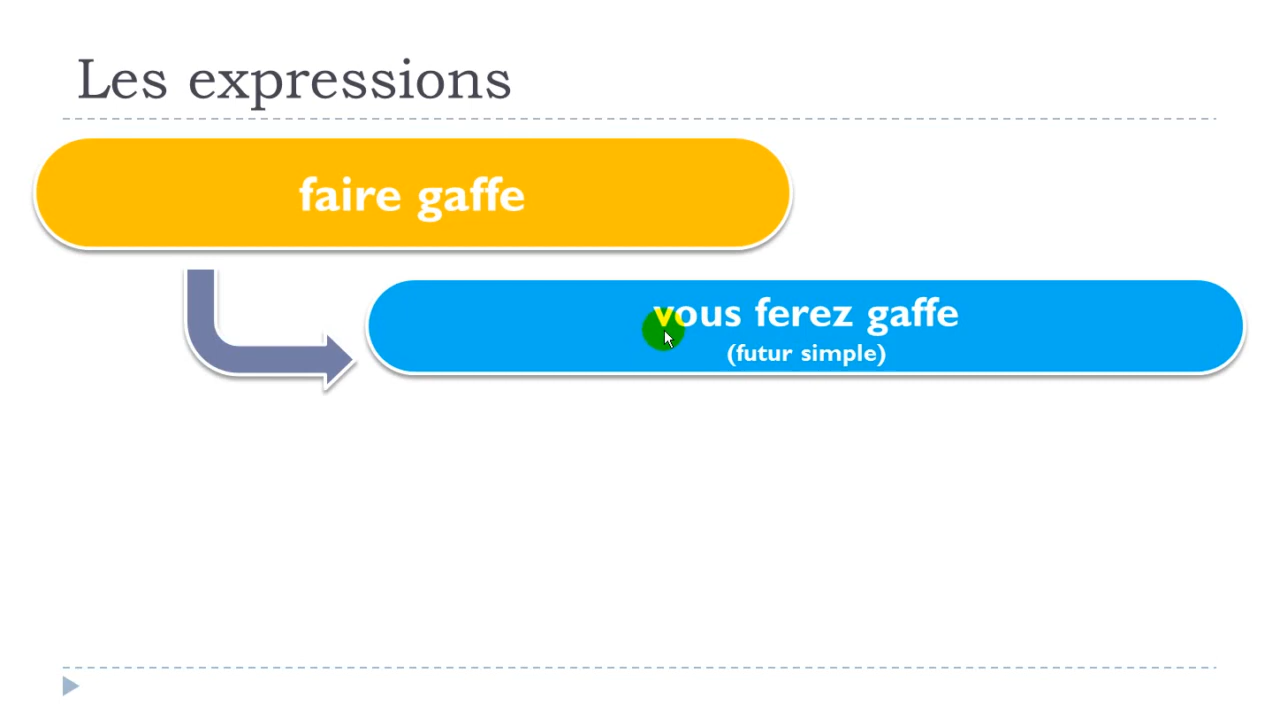 Les expressions
faire gaffe
vous ferez gaffe
(futur simple)